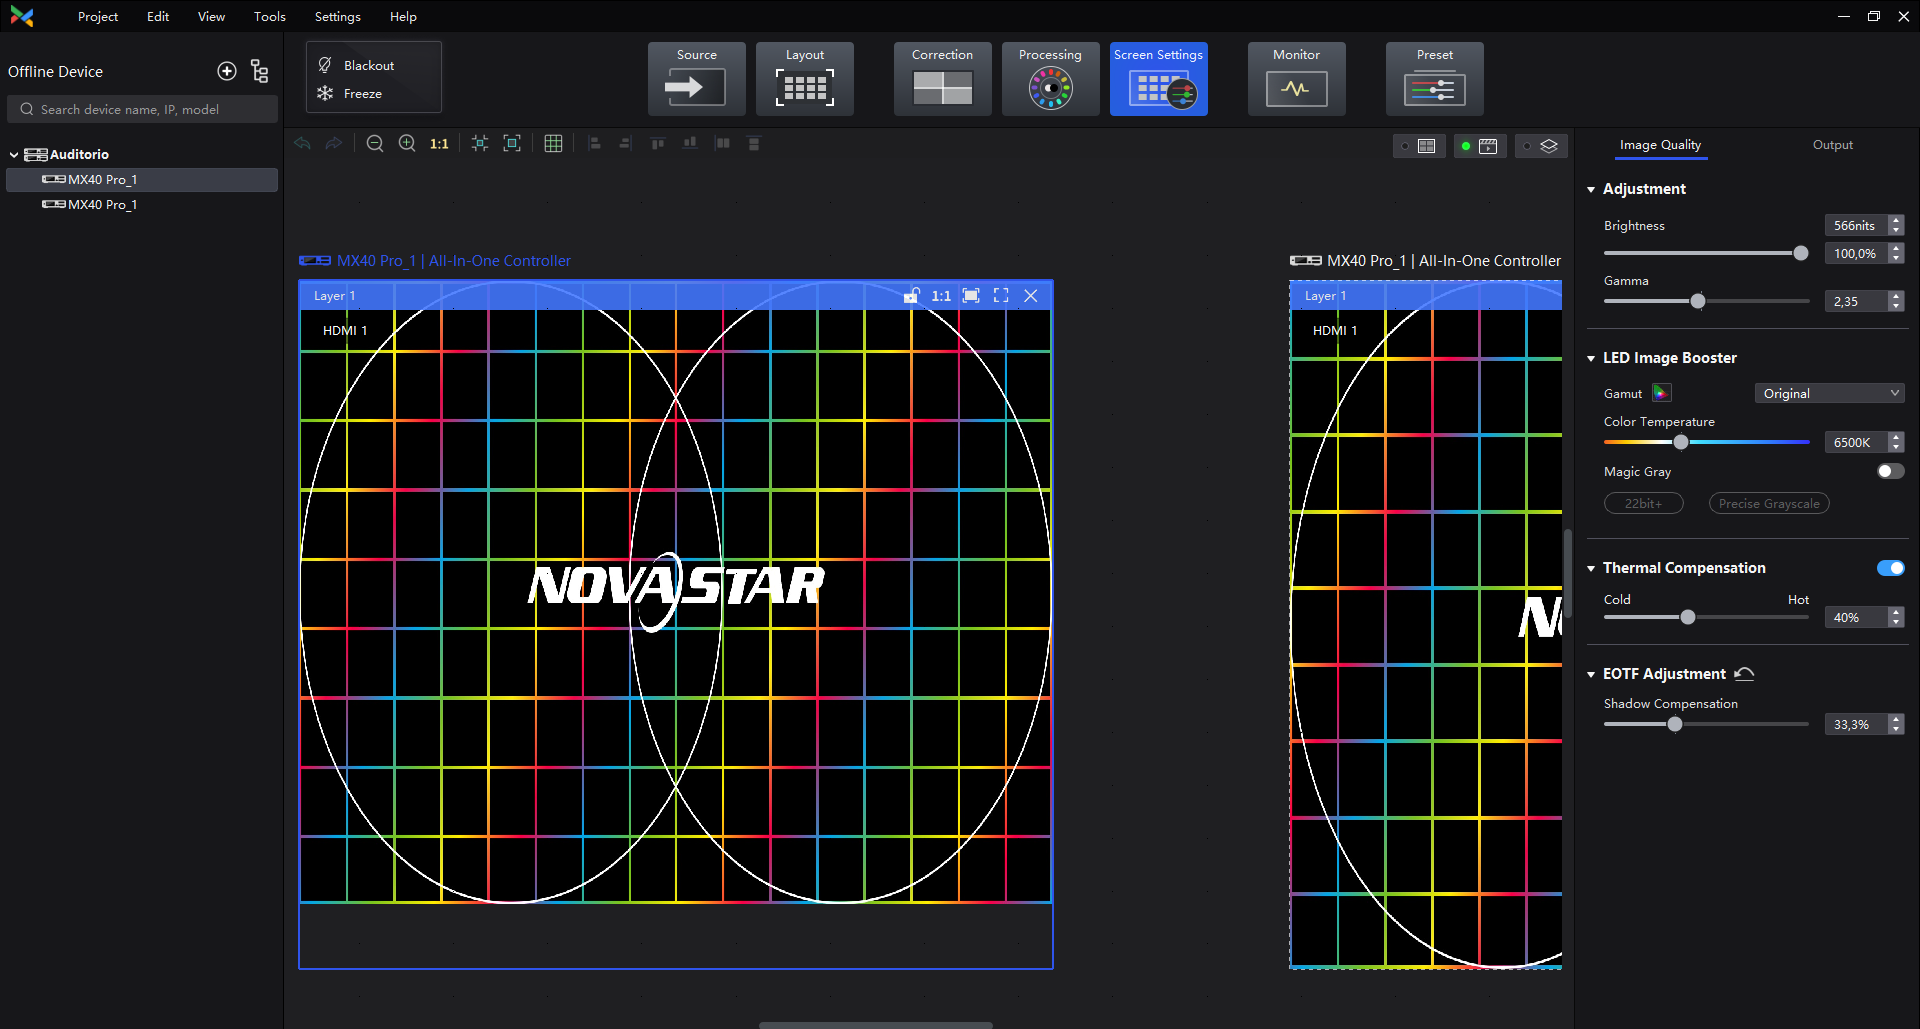 Project Edit View Tools Settings Help
Offline Device
Search device name, IP, model
Auditorio
MX40 Pro_1
MX40 Pro_1
Blackout
Freeze
Source
Layout
Correction
Processing
Screen Settings
Monitor
Preset
1:1
MX40 Pro_1 | All-In-One Controller
Layer 1
1:1
HDMI 1
NOVASTAR
MX40 Pro_1 | All-In-One Controller
Layer 1
HDMI 1
NO
Image Quality
Output
Adjustment
Brightness
566nits
100,0%
Gamma
2,35
LED Image Booster
Gamut
Original
Color Temperature
6500K
Magic Gray
22bit+
Precise Grayscale
Thermal Compensation
Cold
Hot
40%
EOTF Adjustment
Shadow Compensation
33,3%